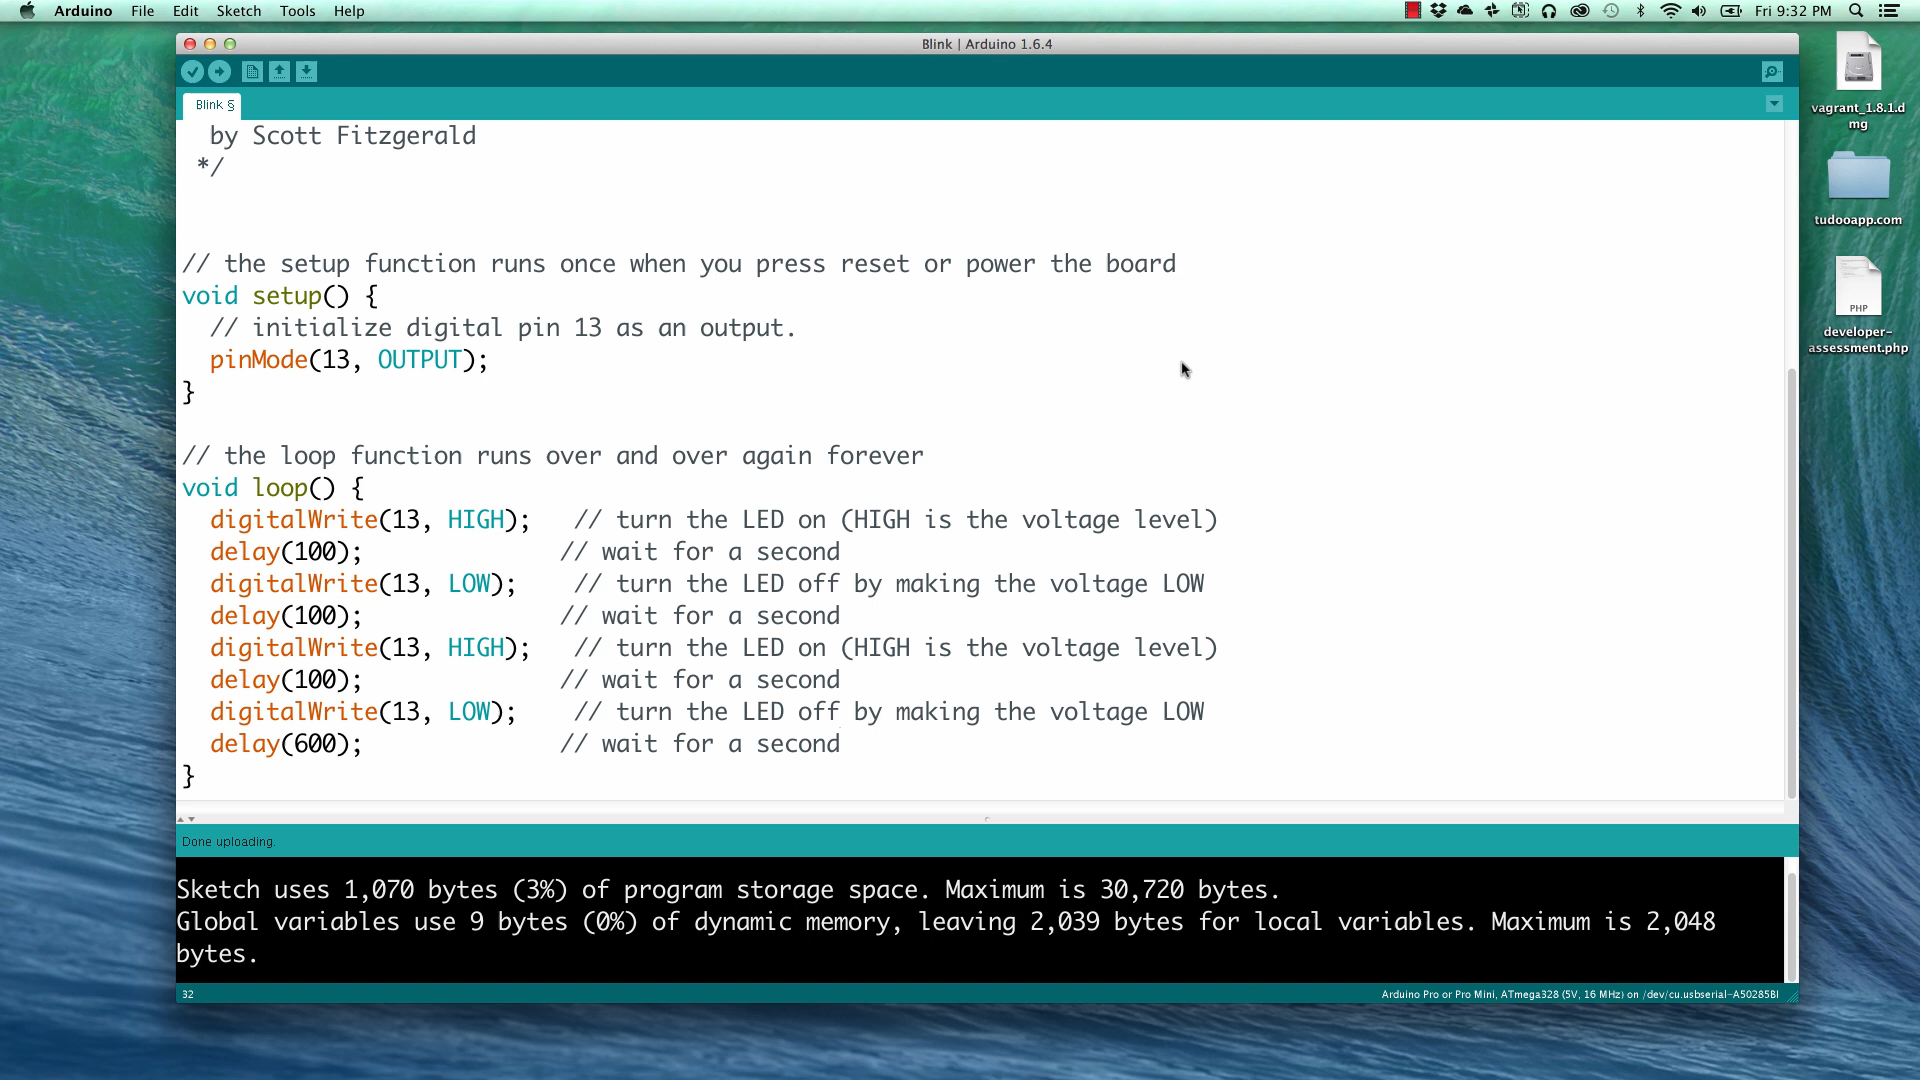 Arduino File Edit Sketch Tools Help Fri 9:32 PM
Blink | Arduino 1.6.4
Blink §
by Scott Fitzgerald
*/
// the setup function runs once when you press reset or power the board
void setup() {
// initialize digital pin 13 as an output.
pinMode(13, OUTPUT);
}
// the loop function runs over and over again forever
void loop() {
digitalWrite(13, HIGH); // turn the LED on (HIGH is the voltage level)
delay(100); // wait for a second
digitalWrite(13, LOW); // turn the LED off by making the voltage LOW
delay(100); // wait for a second
digitalWrite(13, HIGH); // turn the LED on (HIGH is the voltage level)
delay(100); // wait for a second
digitalWrite(13, LOW); // turn the LED off by making the voltage LOW
delay(600); // wait for a second
}
Done uploading.
Sketch uses 1,070 bytes (3%) of program storage space. Maximum is 30,720 bytes.
Global variables use 9 bytes (0%) of dynamic memory, leaving 2,039 bytes for local variables. Maximum is 2,048
bytes.
32 Arduino Pro or Pro Mini, ATmega328 (5V, 16 MHz) on /dev/cu.usbserial-A50285BI
vagrant_1.8.1.d
mg
tudooapp.com
PHP
developer-
assessment.php